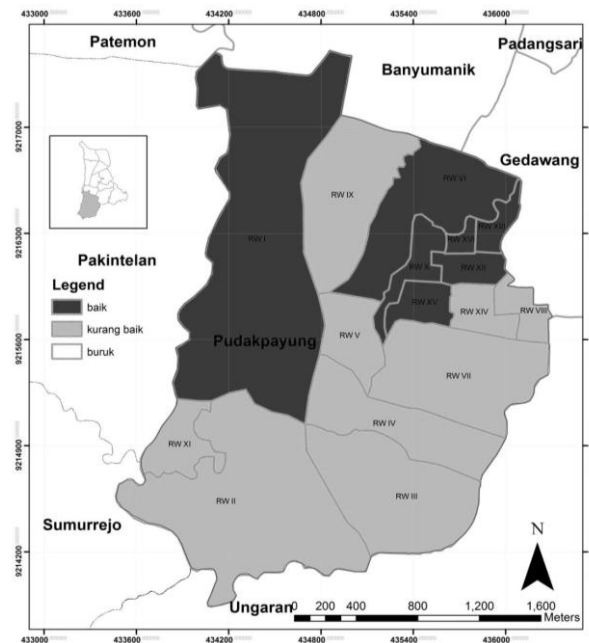 433000 433600 434200 434800 435400 436000
Patemon
Padangsari
Banyumanik
9217000
Gedawang
RW VI
RW IX
RW XIII
9216300
RW I
RW XVI
Pakintelan
RW X
RW XII
Legend
baik
RW XV
RW XIV
RW VIII
kurang baik
RW V
Pudakpayung
9215600
buruk
RW VII
RW IV
RW XI
9214900
RW II
RW III
Sumurrejo
N
9214200
Ungaran
0 200 400 800 1,200 1,600
Meters
433000 433600 434200 434800 435400 436000